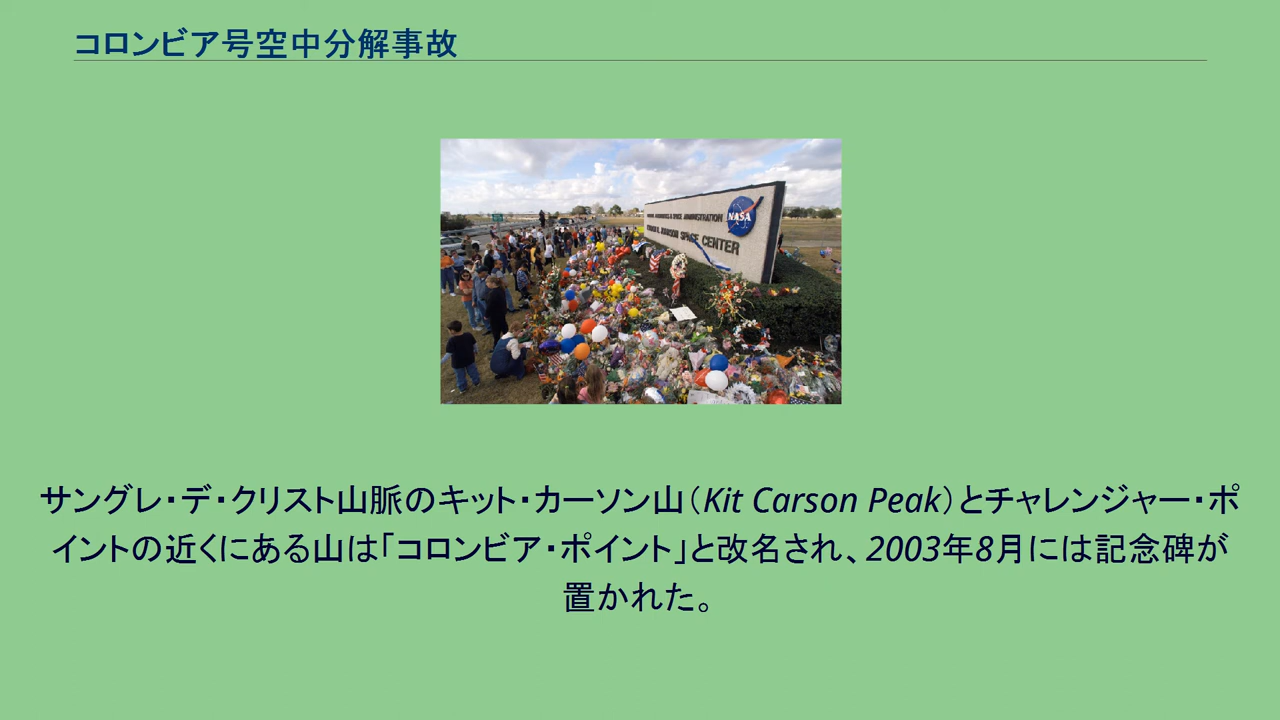 コロンビア号空中分解事故
NASA
SPACE ADMINISTRATION
SPACE CENTER
サングレ・デ・クリスト山脈のキット・カーソン山（Kit Carson Peak）とチャレンジャー・ポ
イントの近くにある山は「コロンビア・ポイント」と改名され、2003年8月には記念碑が
置かれた。